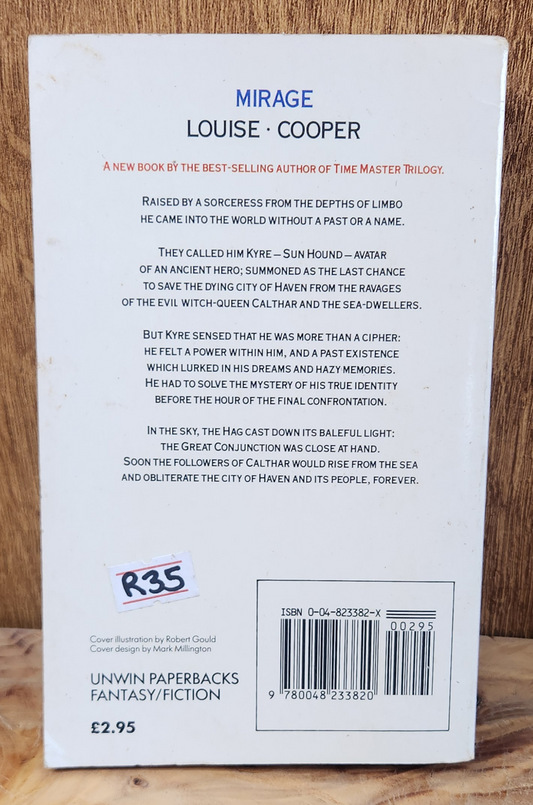 MIRAGE
LOUISE · COOPER
A NEW BOOK BY THE BEST-SELLING AUTHOR OF TIME MASTER TRILOGY.
RAISED BY A SORCERESS FROM THE DEPTHS OF LIMBO
HE CAME INTO THE WORLD WITHOUT A PAST OR A NAME.
THEY CALLED HIM KYRE – SUN HOUND – AVATAR
OF AN ANCIENT HERO; SUMMONED AS THE LAST CHANCE
TO SAVE THE DYING CITY OF HAVEN FROM THE RAVAGES
OF THE EVIL WITCH-QUEEN CALTHAR AND THE SEA-DWELLERS.
BUT KYRE SENSED THAT HE WAS MORE THAN A CIPHER:
HE FELT A POWER WITHIN HIM, AND A PAST EXISTENCE
WHICH LURKED IN HIS DREAMS AND HAZY MEMORIES.
HE HAD TO SOLVE THE MYSTERY OF HIS TRUE IDENTITY
BEFORE THE HOUR OF THE FINAL CONFRONTATION.
IN THE SKY, THE HAG CAST DOWN ITS BALEFUL LIGHT:
THE GREAT CONJUNCTION WAS CLOSE AT HAND.
SOON THE FOLLOWERS OF CALTHAR WOULD RISE FROM THE SEA
AND OBLITERATE THE CITY OF HAVEN AND ITS PEOPLE, FOREVER.
R35
Cover illustration by Robert Gould
Cover design by Mark Millington
UNWIN PAPERBACKS
FANTASY/FICTION
£2.95
ISBN 0-04-823382-X
00295
9 780048 233820